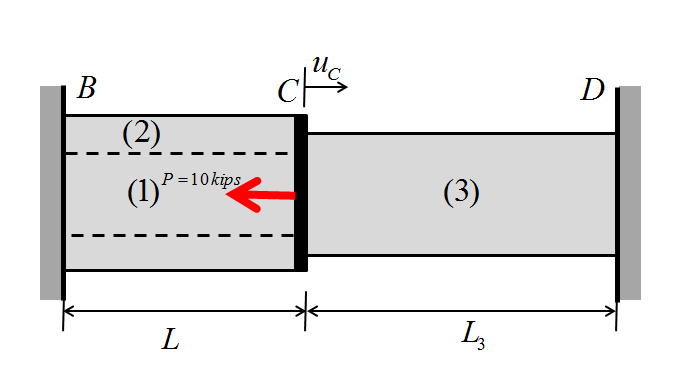 B
C
u_C
D
(2)
(1)
P = 10 kips
(3)
L
L_3